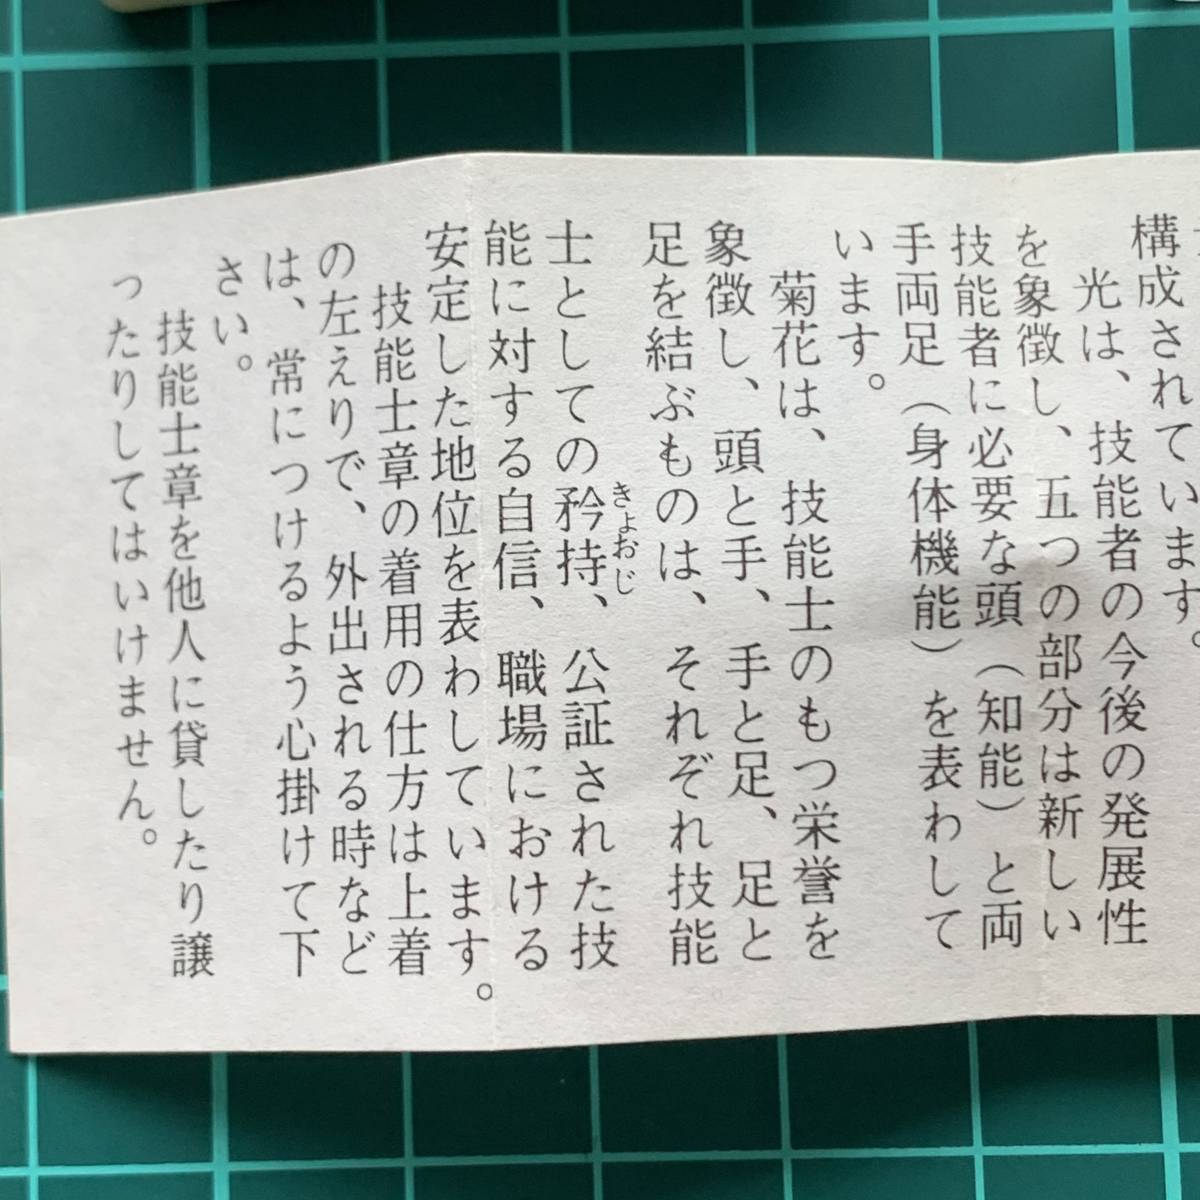 構成されています。
光は、技能者の今後の発展性
を象徴し、五つの部分は新しい
技能者に必要な頭（知能）と両
手両足（身体機能）を表わして
います。
菊花は、技能士のもつ栄誉を
象徴し、頭と手、手と足、足と
足を結ぶものは、それぞれ技能
士としての矜持、公証された技
きょおじ
能に対する自信、職場における
安定した地位を表わしています。
技能士章の着用の仕方は上着
の左えりで、外出される時など
は、常につけるよう心掛けて下
さい。
技能士章を他人に貸したり譲
ったりしてはいけません。